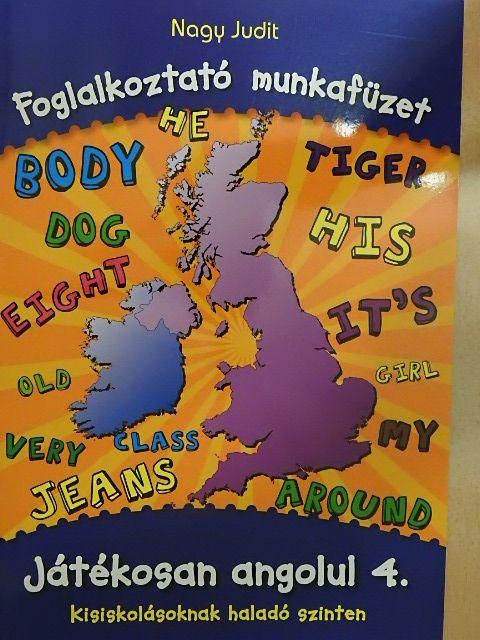 Nagy Judit
Foglalkoztató munkafüzet
HE
BODY
TIGER
DOG
HIS
EIGHT
IT'S
OLD
GIRL
VERY
CLASS
MY
JEANS
AROUND
Játékosan angolul 4.
Kisiskolásoknak haladó szinten